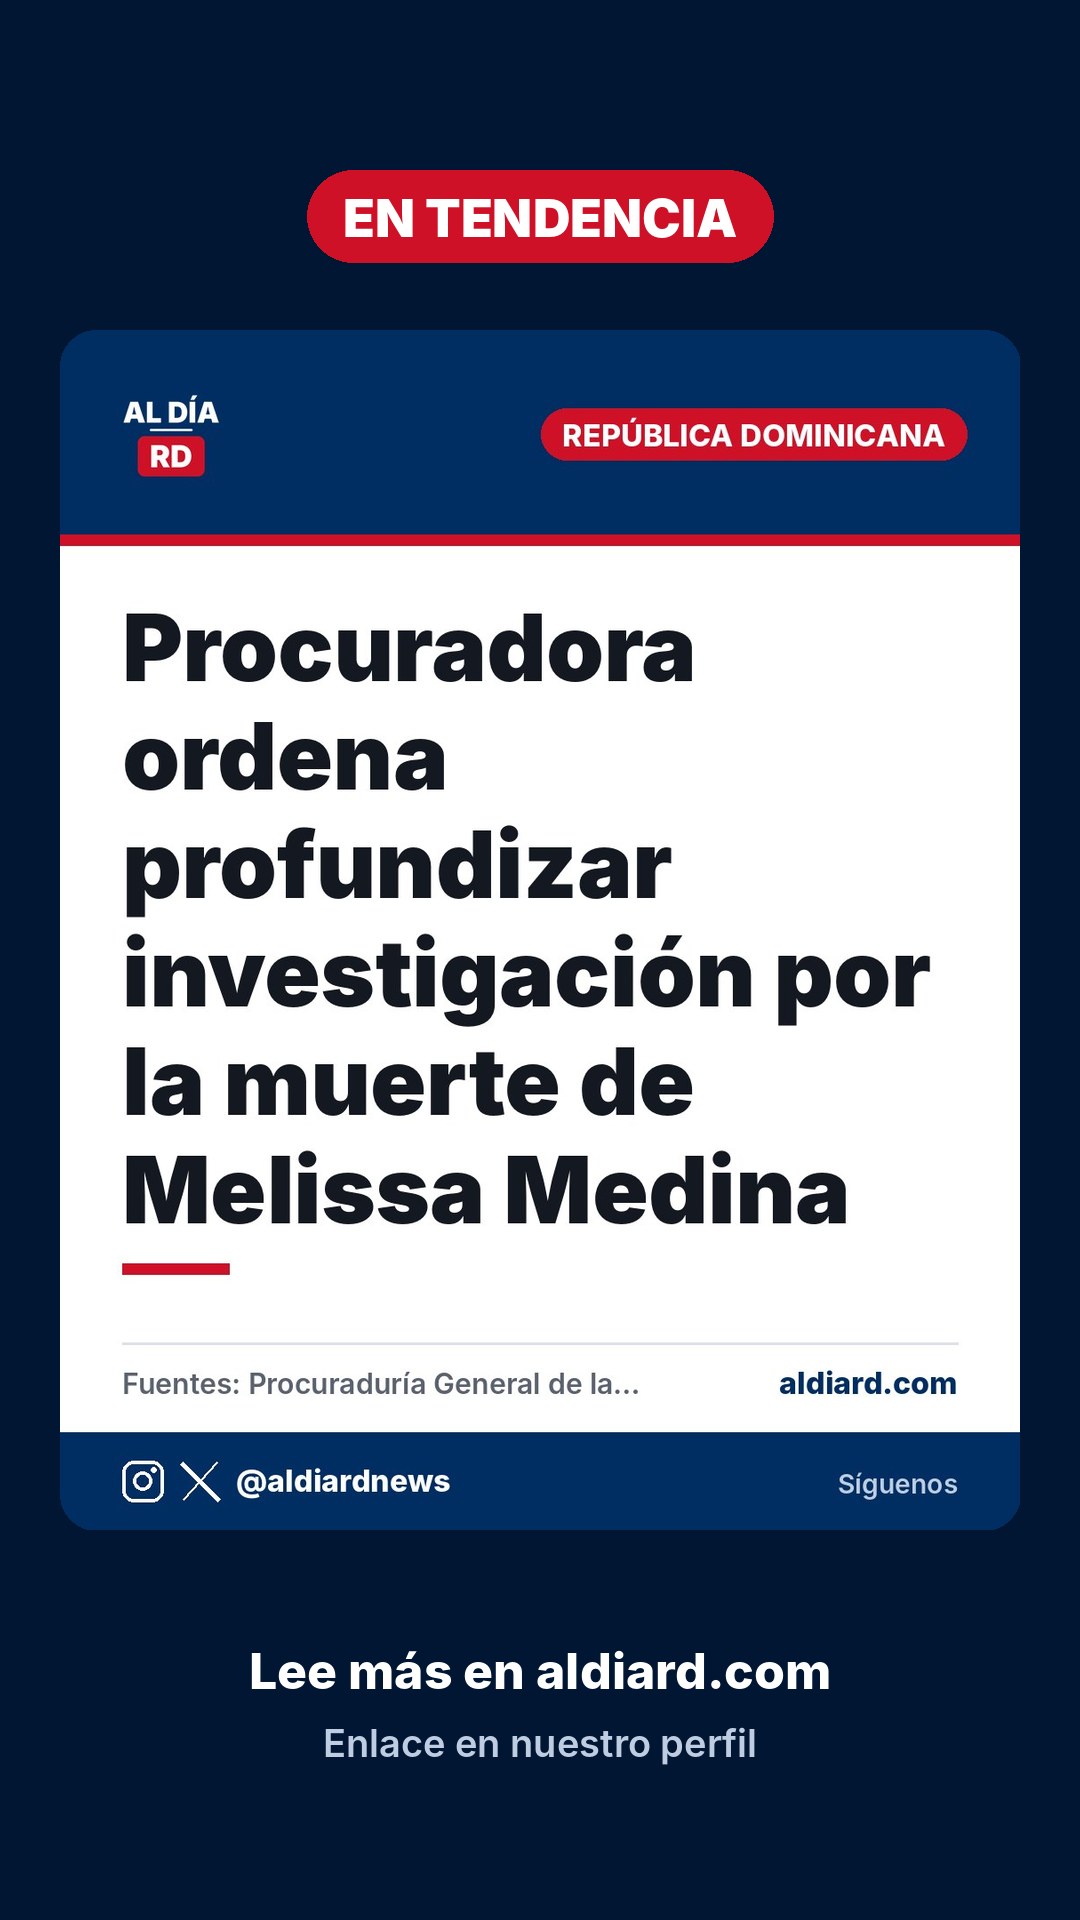 EN TENDENCIA
AL DÍA
RD
REPÚBLICA DOMINICANA
Procuradora
ordena
profundizar
investigación por
la muerte de
Melissa Medina
Fuentes: Procuraduría General de la...
aldiard.com
@aldiardnews
Síguenos
Lee más en aldiard.com
Enlace en nuestro perfil